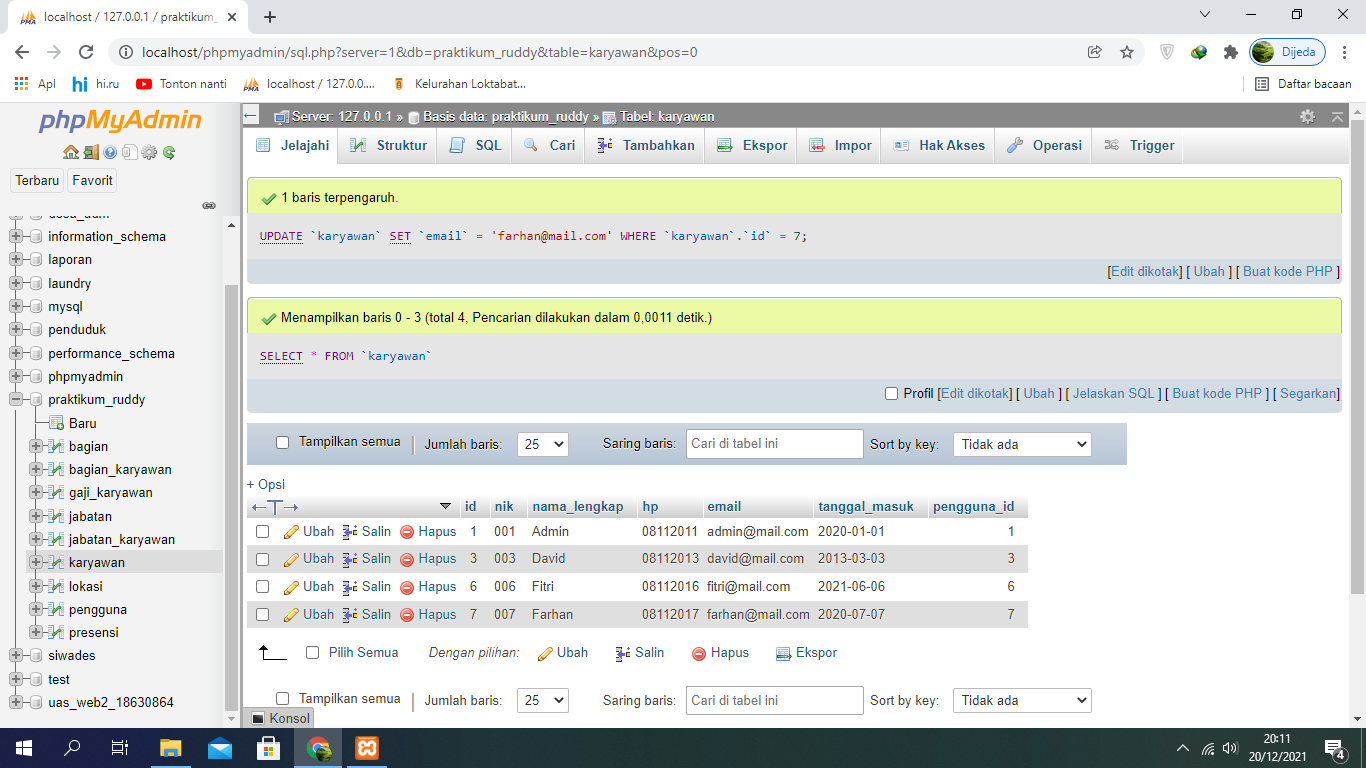 localhost / 127.0.0.1 / praktikum_
localhost/phpmyadmin/sql.php?server=1&db=praktikum_ruddy&table=karyawan&pos=0
Dijeda
Apl hi hi.ru Tonton nanti localhost / 127.0.0.... Kelurahan Loktabat... Daftar bacaan
phpMyAdmin
Terbaru Favorit
information_schema
laporan
laundry
mysql
penduduk
performance_schema
phpmyadmin
praktikum_ruddy
Baru
bagian
bagian_karyawan
gaji_karyawan
jabatan
jabatan_karyawan
karyawan
lokasi
pengguna
presensi
siwades
test
uas_web2_18630864
Server: 127.0.0.1 » Basis data: praktikum_ruddy » Tabel: karyawan
Jelajahi Struktur SQL Cari Tambahkan Ekspor Impor Hak Akses Operasi Trigger
1 baris terpengaruh.
UPDATE `karyawan` SET `email` = 'farhan@mail.com' WHERE `karyawan`.`id` = 7;
[Edit dikotak] [ Ubah ] [ Buat kode PHP ]
Menampilkan baris 0 - 3 (total 4, Pencarian dilakukan dalam 0,0011 detik.)
SELECT * FROM `karyawan`
Profil [Edit dikotak] [ Ubah ] [ Jelaskan SQL ] [ Buat kode PHP ] [ Segarkan]
Tampilkan semua Jumlah baris: 25 Saring baris: Cari di tabel ini Sort by key: Tidak ada
+ Opsi
←T→ id nik nama_lengkap hp email tanggal_masuk pengguna_id
Ubah Salin Hapus 1 001 Admin 08112011 admin@mail.com 2020-01-01 1
Ubah Salin Hapus 3 003 David 08112013 david@mail.com 2013-03-03 3
Ubah Salin Hapus 6 006 Fitri 08112016 fitri@mail.com 2021-06-06 6
Ubah Salin Hapus 7 007 Farhan 08112017 farhan@mail.com 2020-07-07 7
Pilih Semua Dengan pilihan: Ubah Salin Hapus Ekspor
Tampilkan semua Jumlah baris: 25 Saring baris: Cari di tabel ini Sort by key: Tidak ada
Konsol
20:11
20/12/2021
4